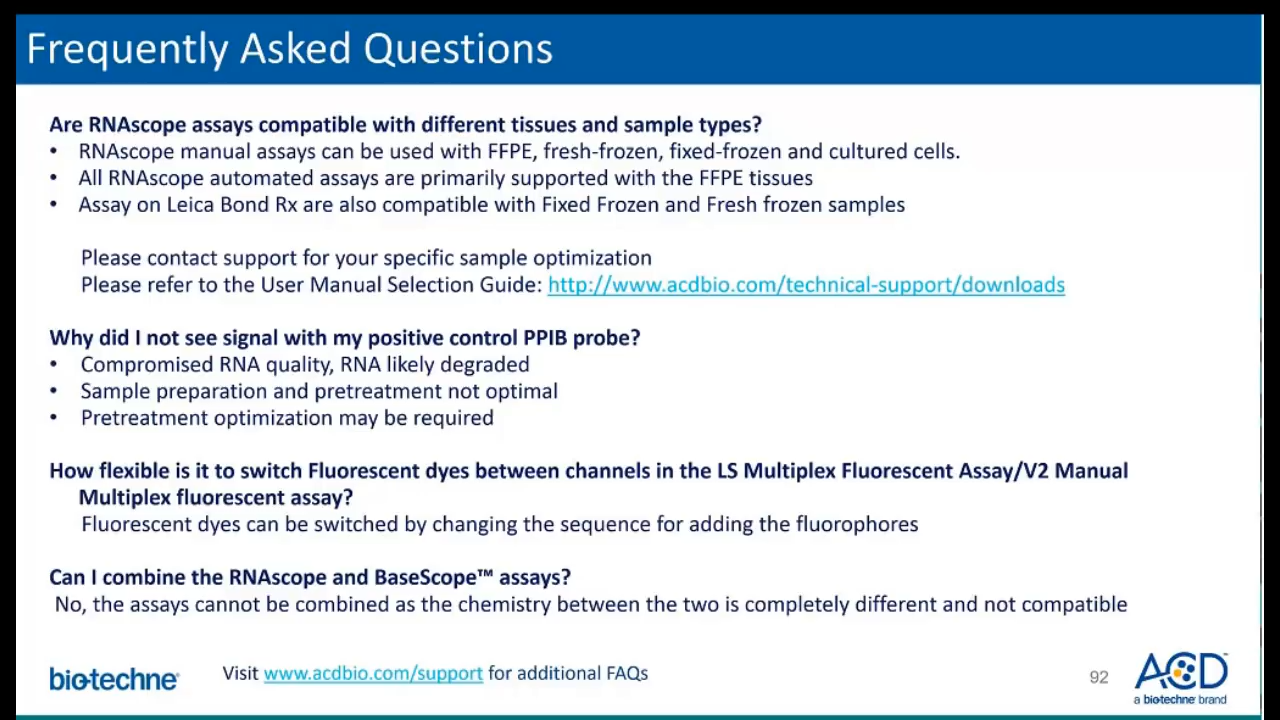 Frequently Asked Questions
Are RNAscope assays compatible with different tissues and sample types?
• RNAscope manual assays can be used with FFPE, fresh-frozen, fixed-frozen and cultured cells.
• All RNAscope automated assays are primarily supported with the FFPE tissues
• Assay on Leica Bond Rx are also compatible with Fixed Frozen and Fresh frozen samples
Please contact support for your specific sample optimization
Please refer to the User Manual Selection Guide: http://www.acdbio.com/technical-support/downloads
Why did I not see signal with my positive control PPIB probe?
• Compromised RNA quality, RNA likely degraded
• Sample preparation and pretreatment not optimal
• Pretreatment optimization may be required
How flexible is it to switch Fluorescent dyes between channels in the LS Multiplex Fluorescent Assay/V2 Manual
Multiplex fluorescent assay?
Fluorescent dyes can be switched by changing the sequence for adding the fluorophores
Can I combine the RNAscope and BaseScope™ assays?
No, the assays cannot be combined as the chemistry between the two is completely different and not compatible
bio-techne®
Visit www.acdbio.com/support for additional FAQs
92
ACD™
a bio-techne brand